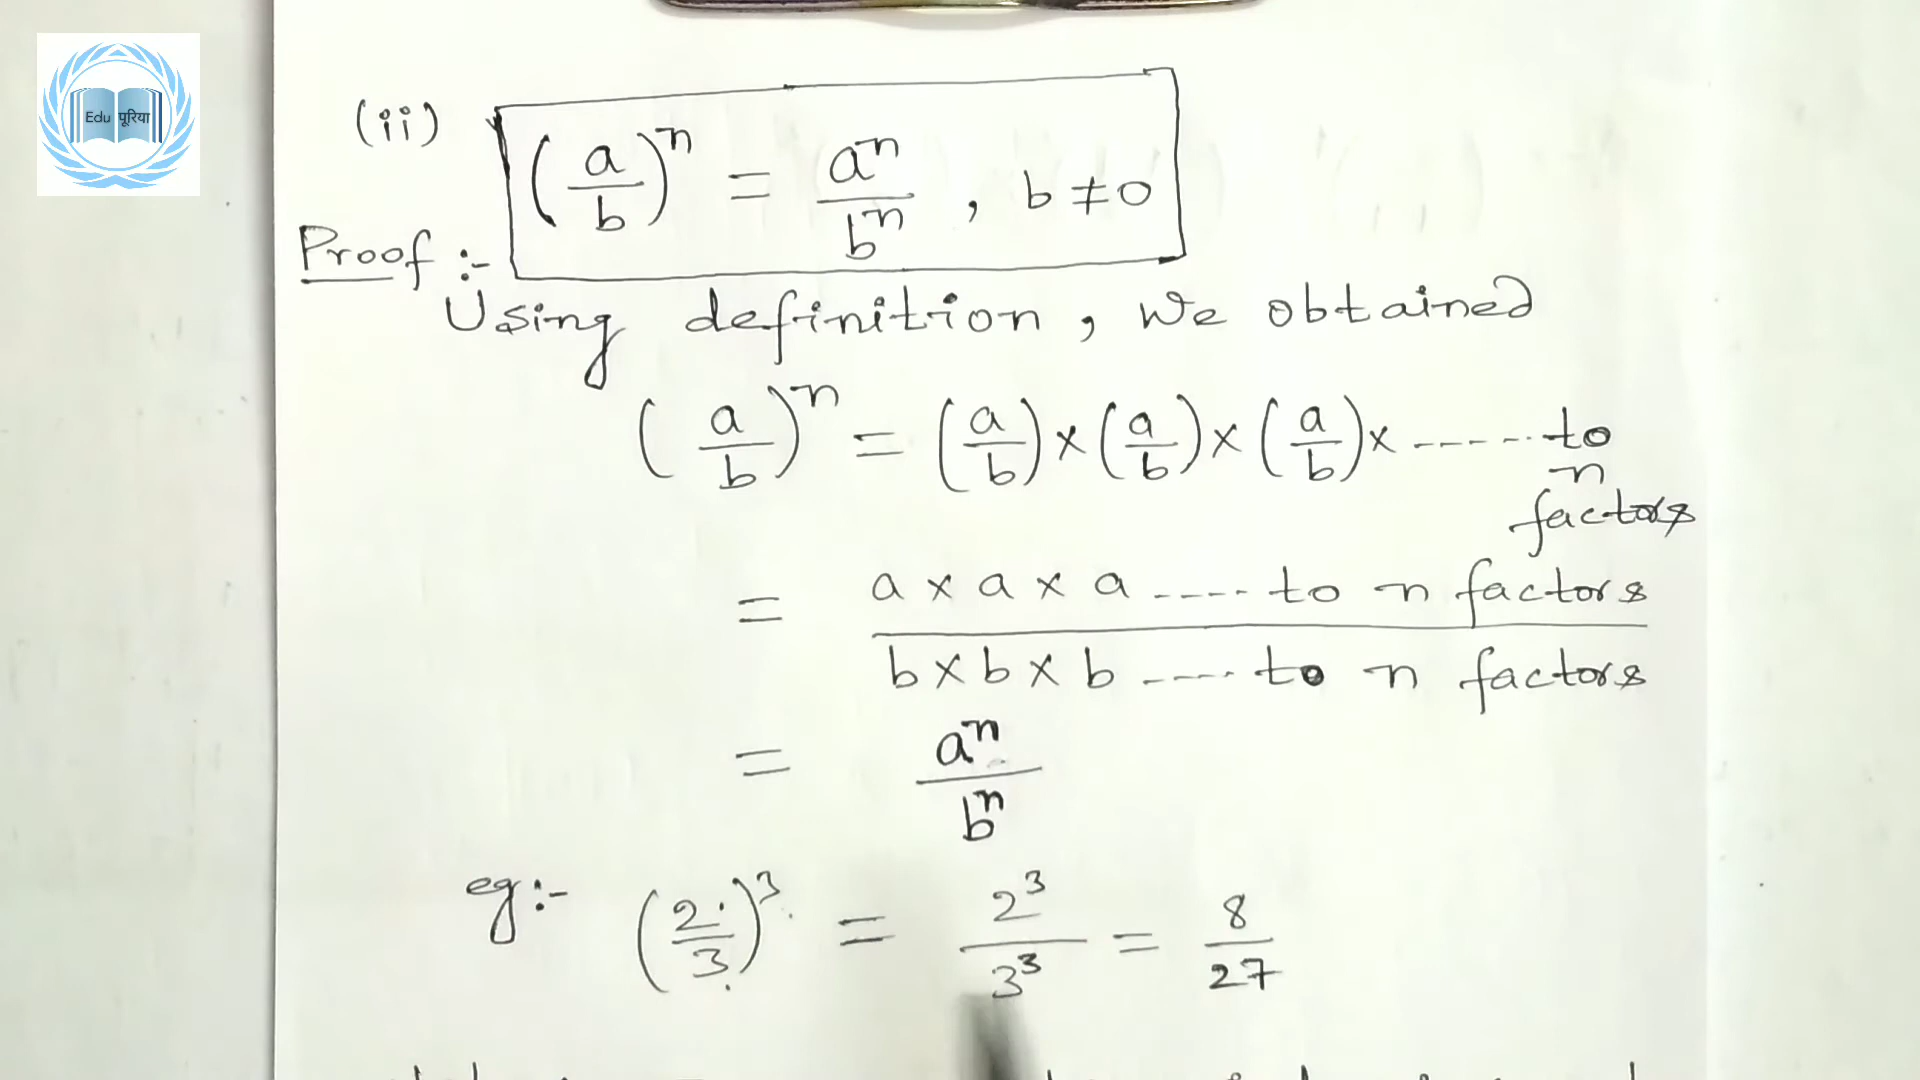 Edu पूरिया
(ii) (a/b)^n = a^n/b^n , b ≠ 0
Proof :-
Using definition, We obtained
(a/b)^n = (a/b) × (a/b) × (a/b) × ------ to n factors
= a × a × a ---- to n factors / b × b × b ---- to n factors
= a^n/b^n
eg:- (2/3)^3 = 2^3/3^3 = 8/27